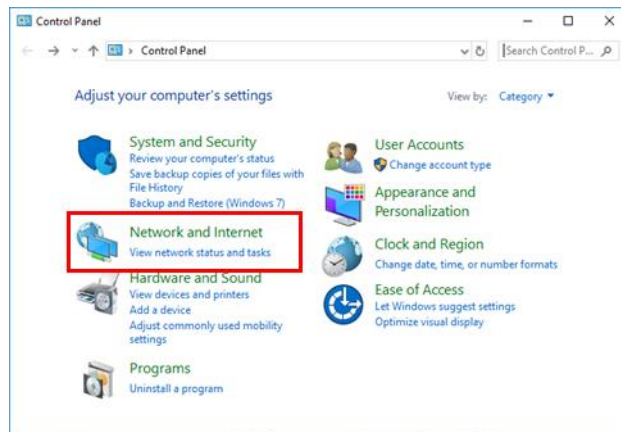 Control Panel
Control Panel
Search Control P...
Adjust your computer's settings
View by: Category
System and Security
Review your computer's status
Save backup copies of your files with
File History
Backup and Restore (Windows 7)
Network and Internet
View network status and tasks
Hardware and Sound
View devices and printers
Add a device
Adjust commonly used mobility
settings
Programs
Uninstall a program
User Accounts
Change account type
Appearance and
Personalization
Clock and Region
Change date, time, or number formats
Ease of Access
Let Windows suggest settings
Optimize visual display